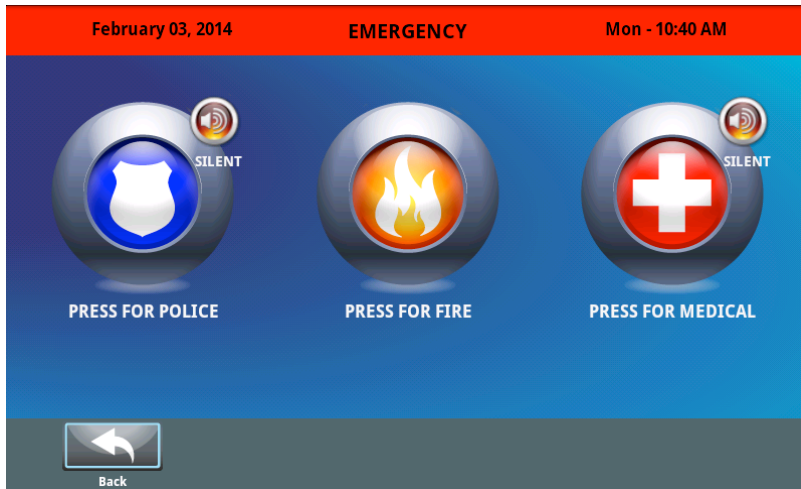 February 03, 2014 EMERGENCY Mon - 10:40 AM
SILENT SILENT
PRESS FOR POLICE PRESS FOR FIRE PRESS FOR MEDICAL
Back